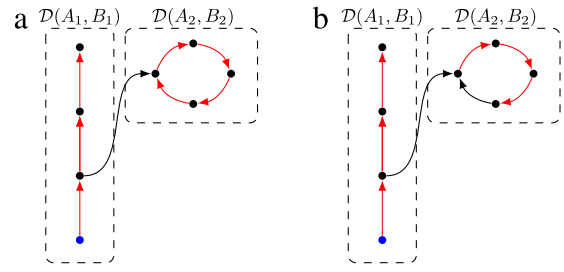 a
𝒟(A₁, B₁)
𝒟(A₂, B₂)
b
𝒟(A₁, B₁)
𝒟(A₂, B₂)